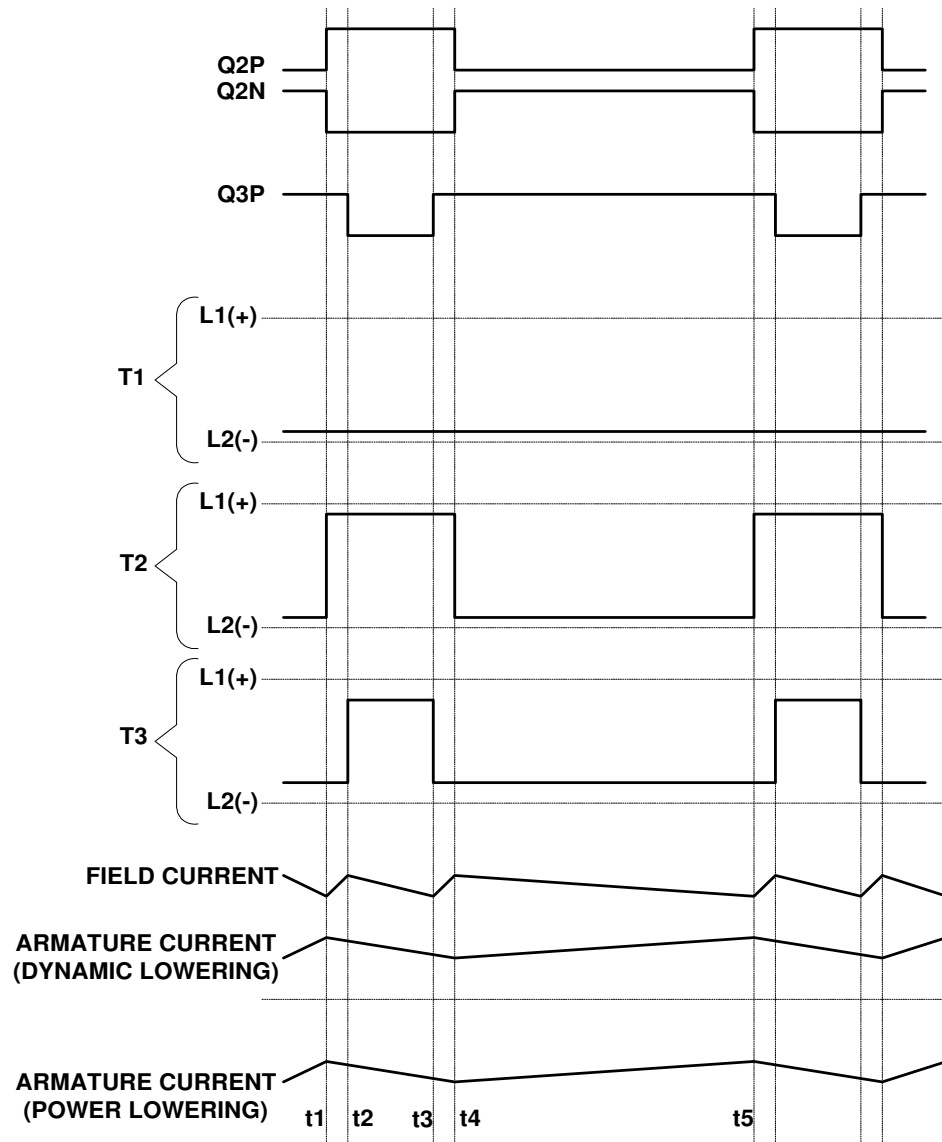 Q2P
Q2N
Q3P
L1(+)
T1
L2(-)
L1(+)
T2
L2(-)
L1(+)
T3
L2(-)
FIELD CURRENT
ARMATURE CURRENT
(DYNAMIC LOWERING)
ARMATURE CURRENT
(POWER LOWERING)
t1 t2 t3 t4 t5